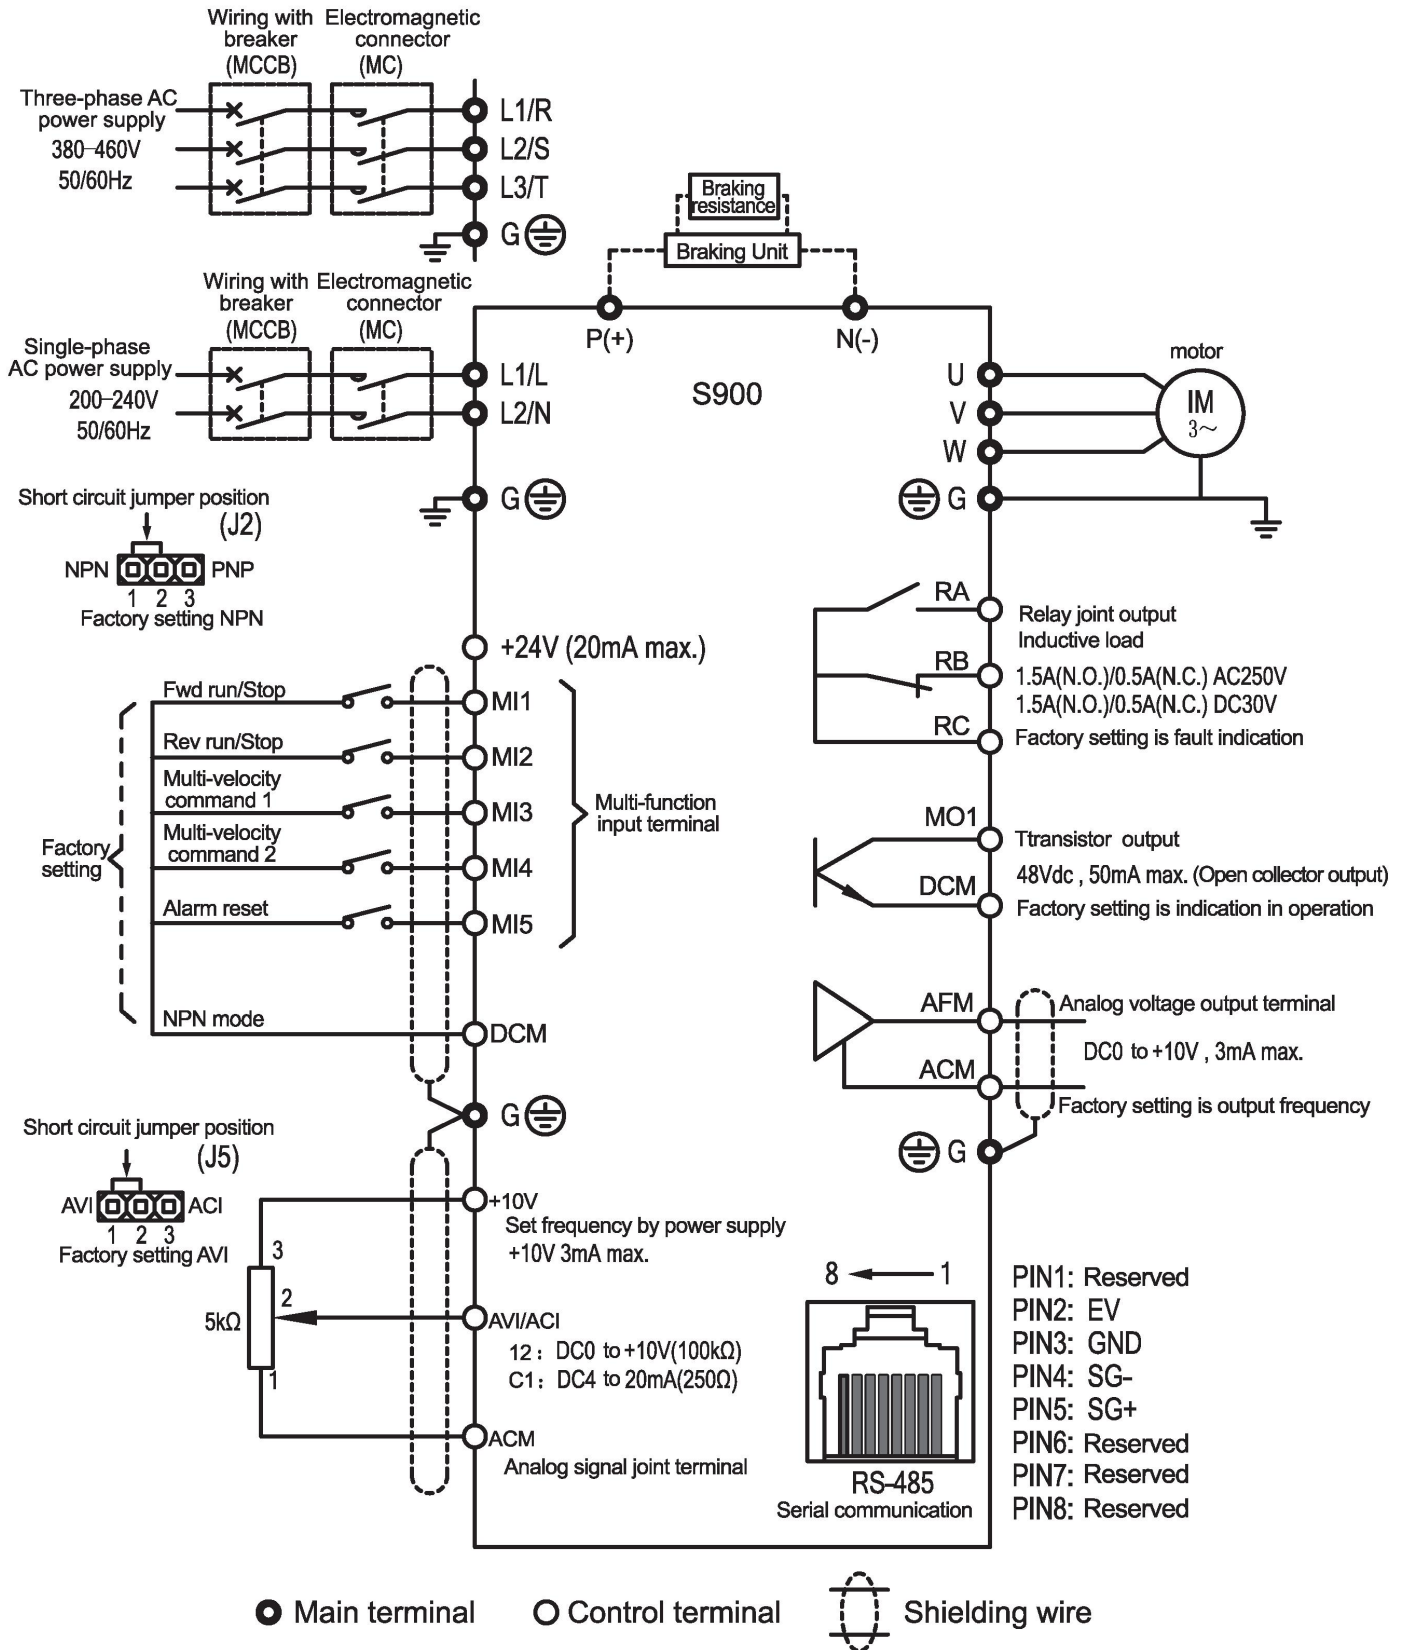 Wiring with
breaker
(MCCB)
Electromagnetic
connector
(MC)
Three-phase AC
power supply
380-460V
50/60Hz
L1/R
L2/S
L3/T
G
Braking
resistance
Braking Unit
P(+)
N(-)
Wiring with
breaker
(MCCB)
Electromagnetic
connector
(MC)
Single-phase
AC power supply
200-240V
50/60Hz
L1/L
L2/N
G
S900
U
V
W
G
motor
IM
3~
Short circuit jumper position
(J2)
NPN
PNP
1 2 3
Factory setting NPN
+24V (20mA max.)
Fwd run/Stop
MI1
Rev run/Stop
MI2
Multi-velocity
command 1
MI3
Multi-velocity
command 2
MI4
Alarm reset
MI5
NPN mode
DCM
Factory
setting
Multi-function
input terminal
G
RA
RB
RC
Relay joint output
Inductive load
1.5A(N.O.)/0.5A(N.C.) AC250V
1.5A(N.O.)/0.5A(N.C.) DC30V
Factory setting is fault indication
MO1
DCM
Ttransistor output
48Vdc , 50mA max. (Open collector output)
Factory setting is indication in operation
AFM
ACM
G
Analog voltage output terminal
DC0 to +10V , 3mA max.
Factory setting is output frequency
Short circuit jumper position
(J5)
AVI
ACI
1 2 3
Factory setting AVI
3
2
1
5kΩ
+10V
Set frequency by power supply
+10V 3mA max.
AVI/ACI
12 : DC0 to +10V(100kΩ)
C1 : DC4 to 20mA(250Ω)
ACM
Analog signal joint terminal
8
1
RS-485
Serial communication
PIN1: Reserved
PIN2: EV
PIN3: GND
PIN4: SG-
PIN5: SG+
PIN6: Reserved
PIN7: Reserved
PIN8: Reserved
Main terminal
Control terminal
Shielding wire